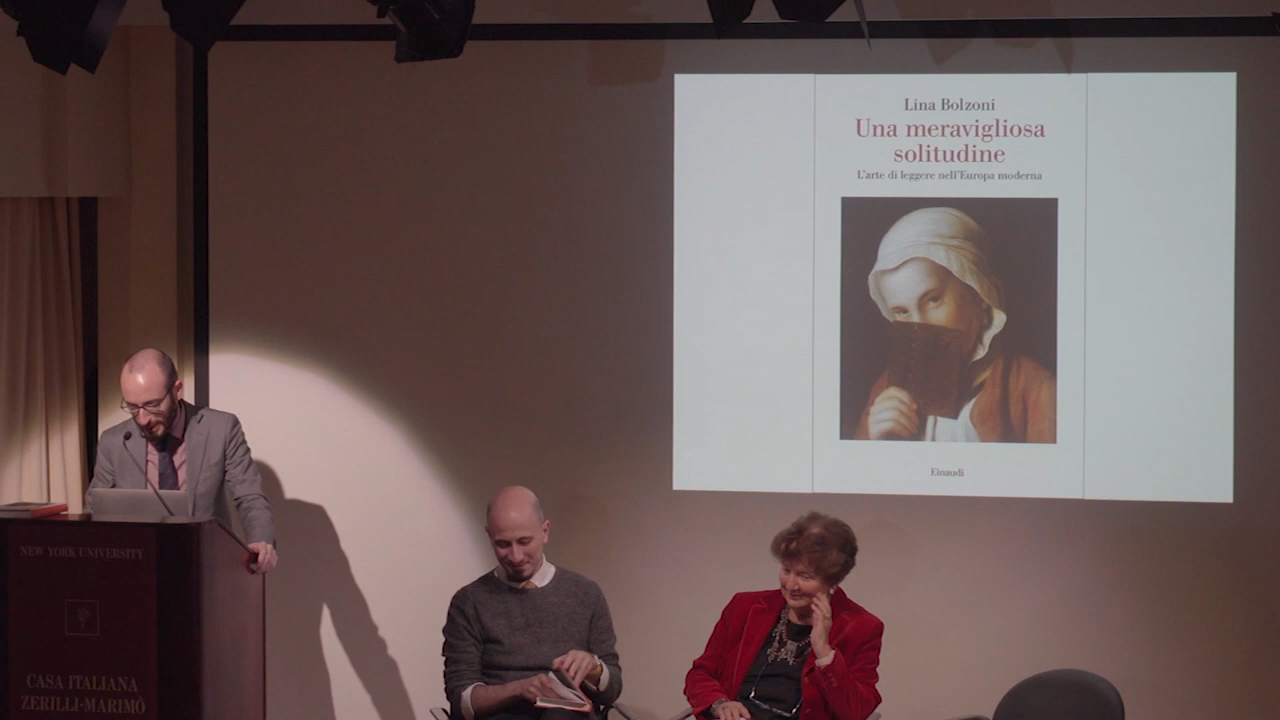 Lina Bolzoni
Una meravigliosa
solitudine
L'arte di leggere nell'Europa moderna
Einaudi
NEW YORK UNIVERSITY
CASA ITALIANA
ZERILLI-MARIMÒ